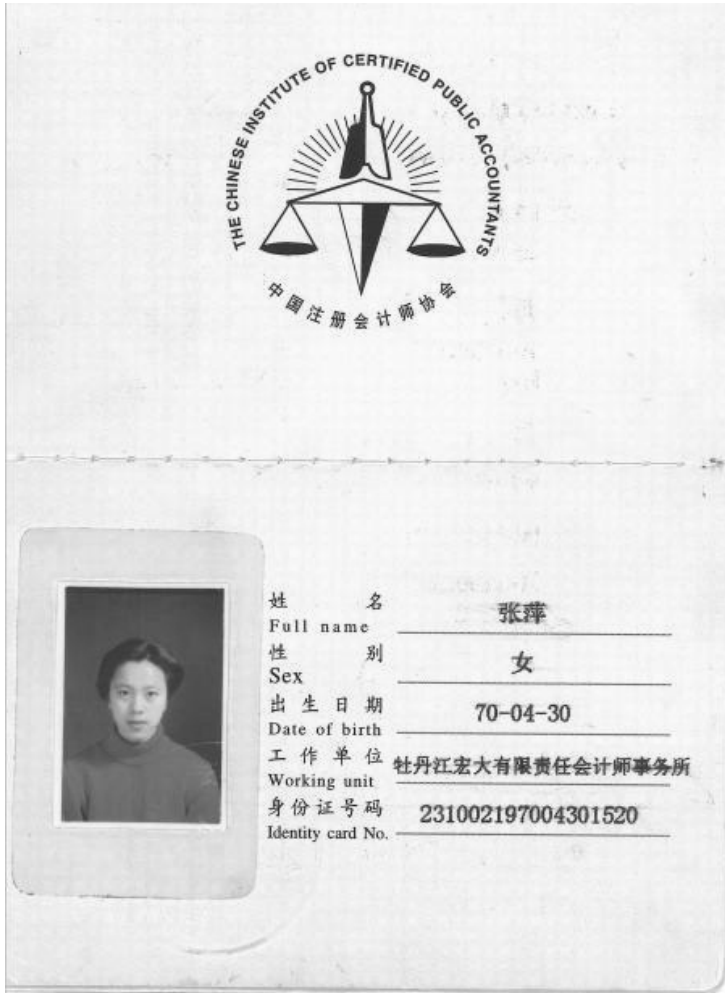 THE CHINESE INSTITUTE OF CERTIFIED PUBLIC ACCOUNTANTS
中国注册会计师协会
姓 名 张萍
Full name
性 别 女
Sex
出生日期 70-04-30
Date of birth
工作单位 牡丹江宏大有限责任会计师事务所
Working unit
身份证号码 231002197004301520
Identity card No.